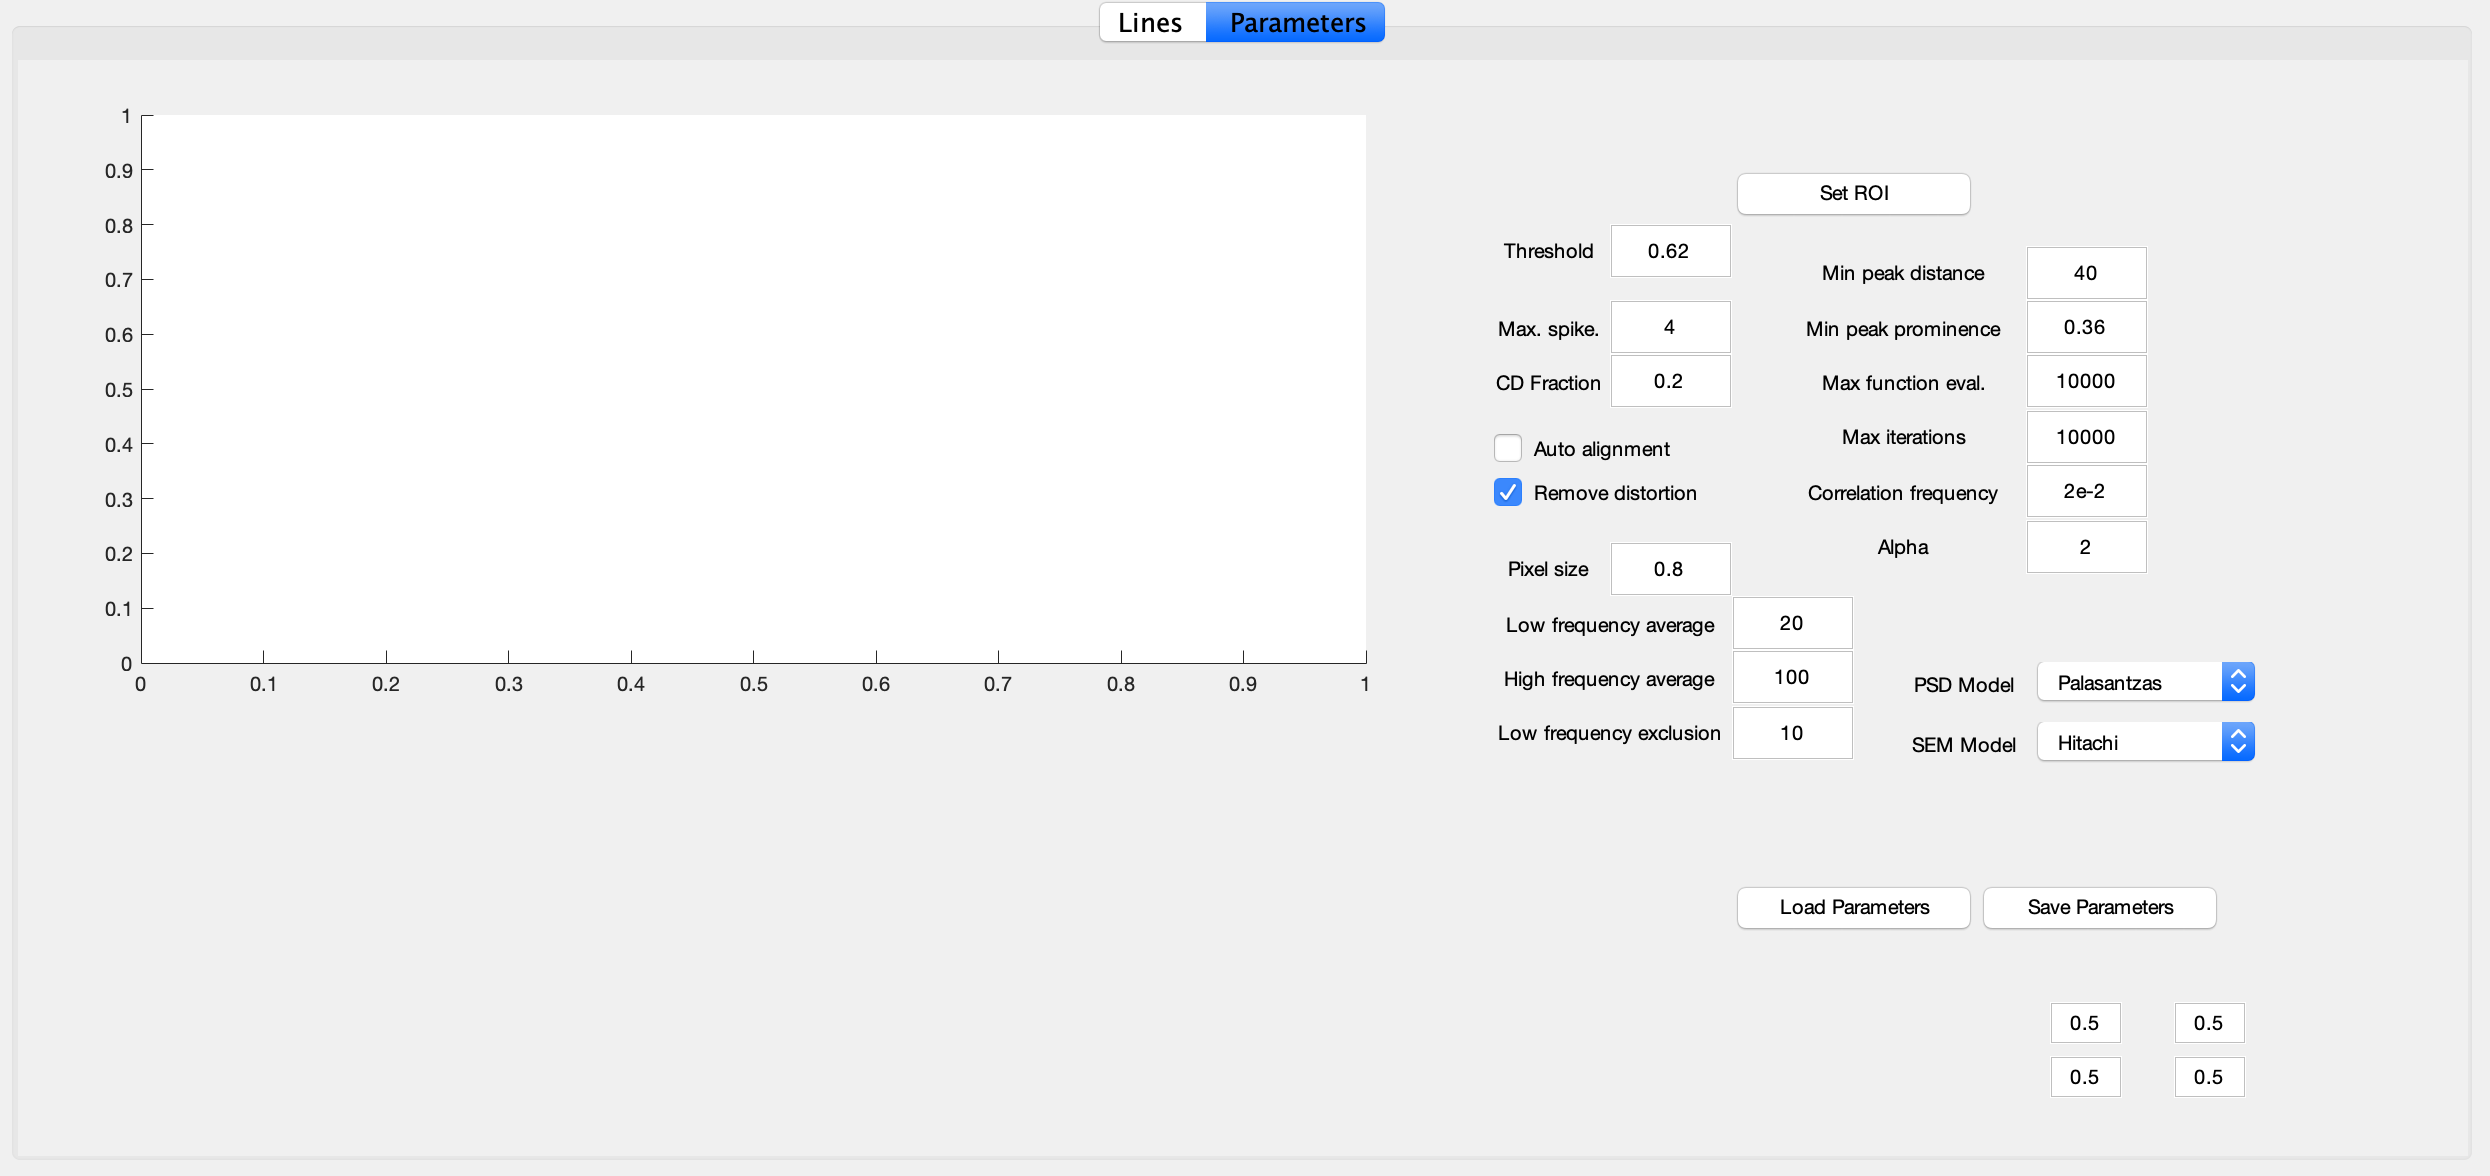 Lines Parameters
1
0.9
0.8
0.7
0.6
0.5
0.4
0.3
0.2
0.1
0
0 0.1 0.2 0.3 0.4 0.5 0.6 0.7 0.8 0.9 1
Set ROI
Threshold 0.62
Max. spike. 4
CD Fraction 0.2
Auto alignment
Remove distortion
Pixel size 0.8
Low frequency average 20
High frequency average 100
Low frequency exclusion 10
Min peak distance 40
Min peak prominence 0.36
Max function eval. 10000
Max iterations 10000
Correlation frequency 2e-2
Alpha 2
PSD Model Palasantzas
SEM Model Hitachi
Load Parameters Save Parameters
0.5 0.5
0.5 0.5